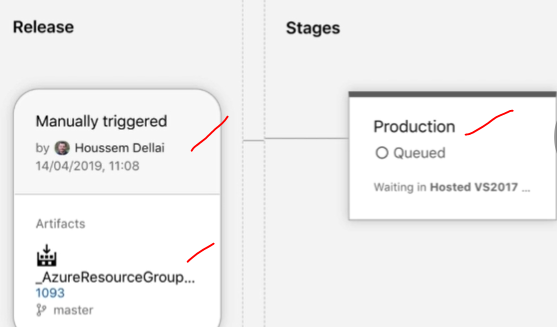 Release
Stages
Manually triggered
by Houssem Dellai
14/04/2019, 11:08
Artifacts
_AzureResourceGroup...
1093
master
Production
Queued
Waiting in Hosted VS2017 ...